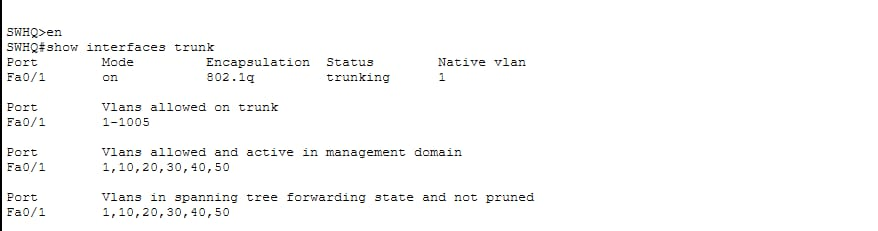 SWHQ>en
SWHQ#show interfaces trunk
Port        Mode         Encapsulation  Status        Native vlan
Fa0/1       on           802.1q         trunking      1

Port        Vlans allowed on trunk
Fa0/1       1-1005

Port        Vlans allowed and active in management domain
Fa0/1       1,10,20,30,40,50

Port        Vlans in spanning tree forwarding state and not pruned
Fa0/1       1,10,20,30,40,50